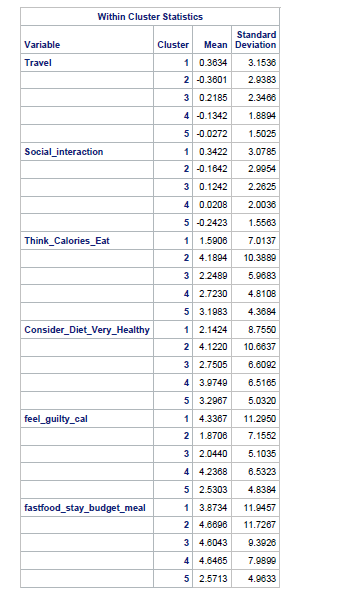 Within Cluster Statistics
Variable Cluster Mean Standard Deviation
Travel 1 0.3634 3.1536
2 -0.3601 2.9383
3 0.2185 2.3466
4 -0.1342 1.8894
5 -0.0272 1.5025
Social_interaction 1 0.3422 3.0785
2 -0.1642 2.9954
3 0.1242 2.2625
4 0.0208 2.0036
5 -0.2423 1.5563
Think_Calories_Eat 1 1.5906 7.0137
2 4.1894 10.3889
3 2.2489 5.9683
4 2.7230 4.8108
5 3.1983 4.3684
Consider_Diet_Very_Healthy 1 2.1424 8.7550
2 4.1220 10.6637
3 2.7505 6.6092
4 3.9749 6.5165
5 3.2967 5.0320
feel_guilty_cal 1 4.3367 11.2950
2 1.8706 7.1552
3 2.0440 5.1035
4 4.2368 6.5323
5 2.5303 4.8384
fastfood_stay_budget_meal 1 3.8734 11.9457
2 4.6696 11.7267
3 4.6043 9.3926
4 4.6465 7.9899
5 2.5713 4.9633